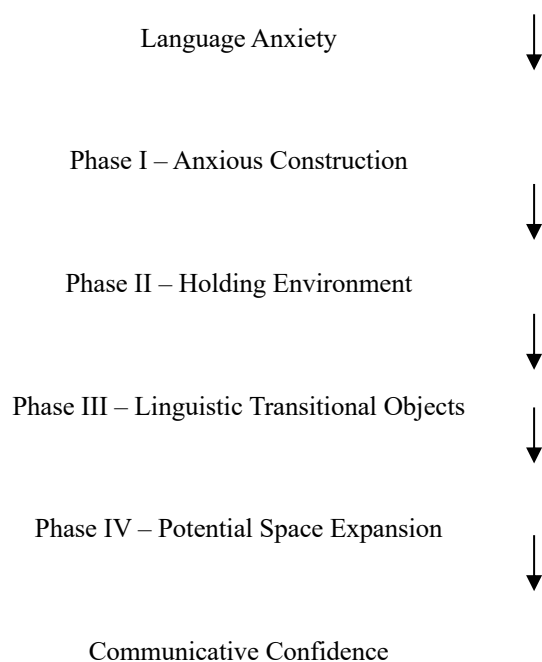 Language Anxiety
Phase I – Anxious Construction
Phase II – Holding Environment
Phase III – Linguistic Transitional Objects
Phase IV – Potential Space Expansion
Communicative Confidence